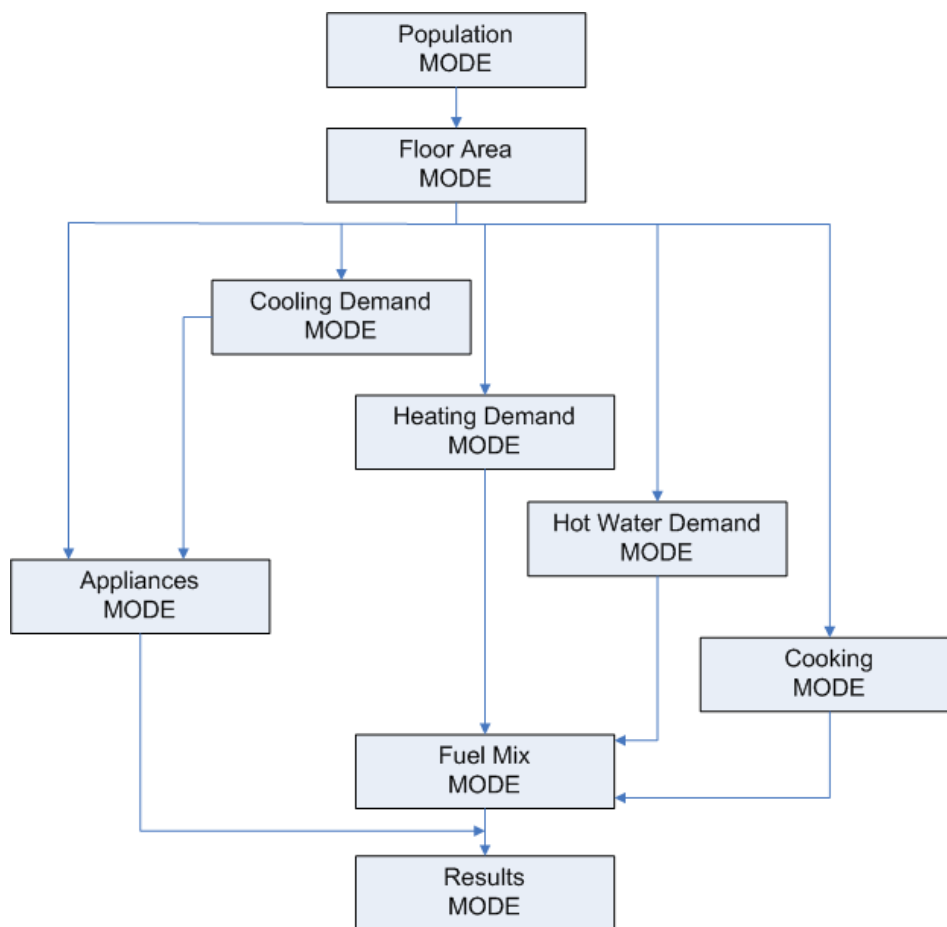 Population
MODE
Floor Area
MODE
Cooling Demand
MODE
Heating Demand
MODE
Hot Water Demand
MODE
Appliances
MODE
Cooking
MODE
Fuel Mix
MODE
Results
MODE